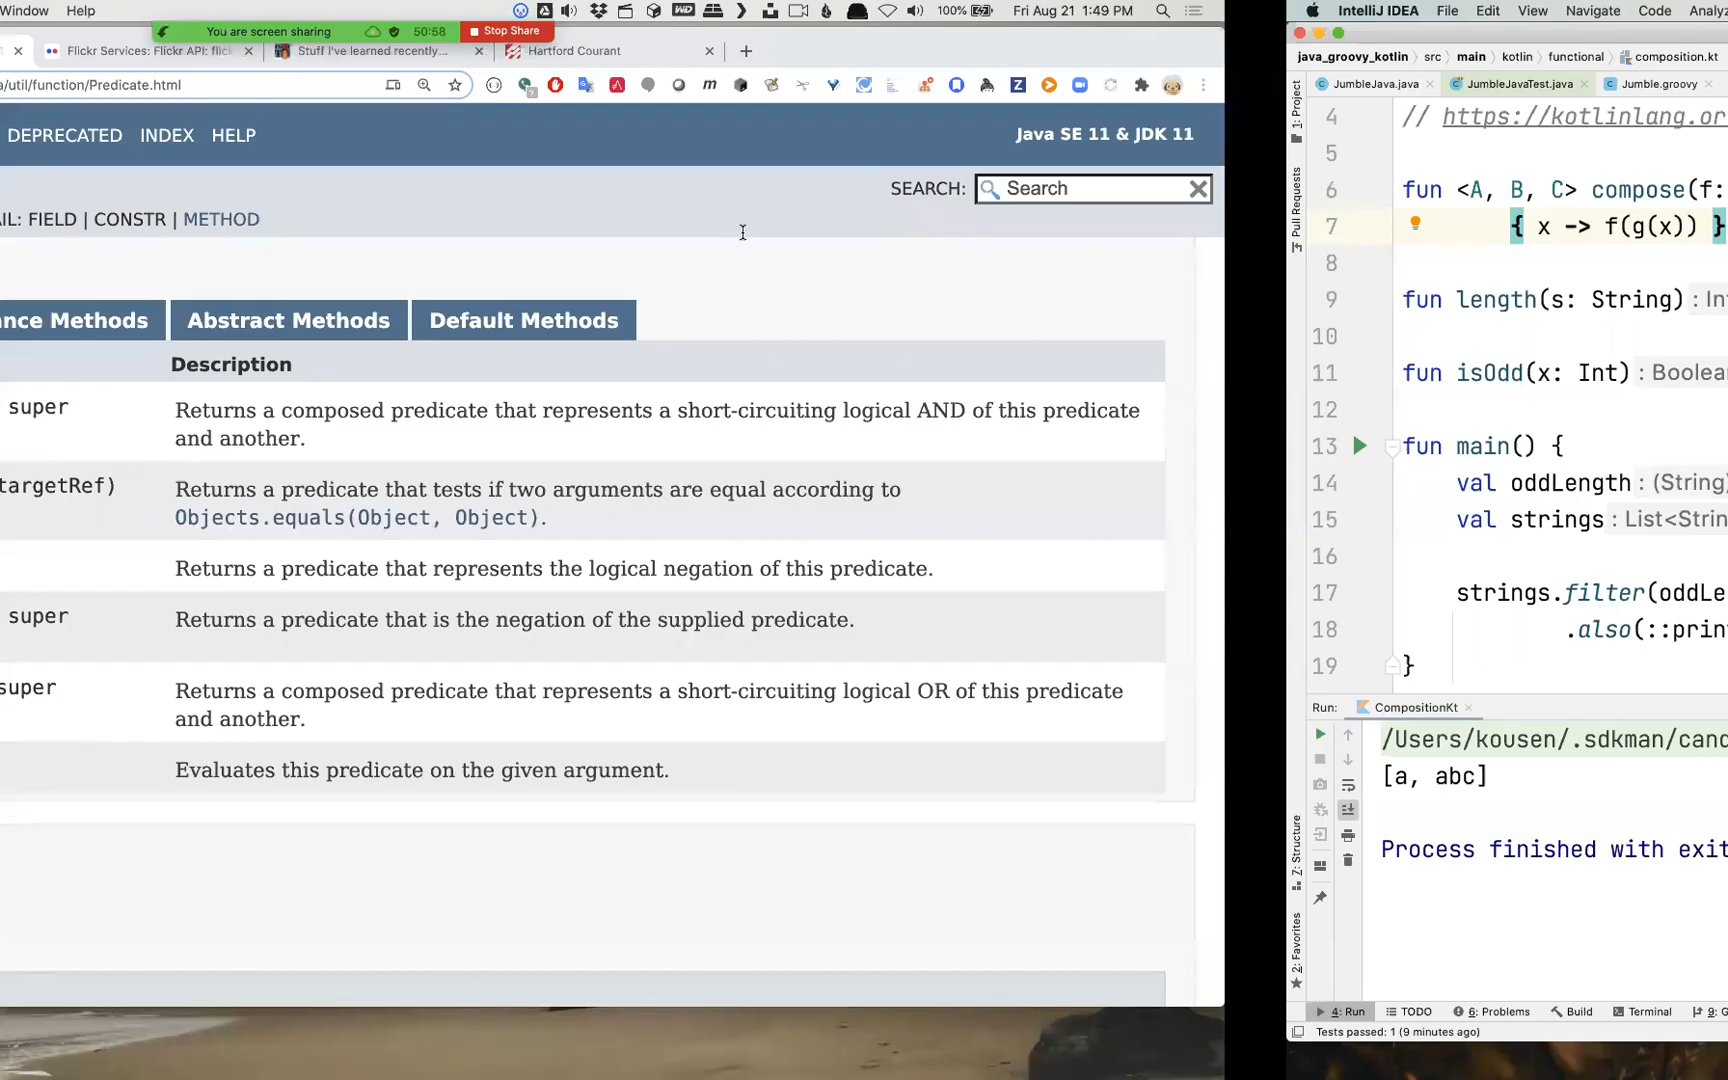 Window Help
100% Fri Aug 21 1:49 PM
You are screen sharing 50:58 Stop Share
Flickr Services: Flickr API: flick
Stuff I've learned recently...
Hartford Courant
a/util/function/Predicate.html
DEPRECATED INDEX HELP
Java SE 11 & JDK 11
SEARCH: Search
AIL: FIELD | CONSTR | METHOD
nce Methods Abstract Methods Default Methods
Description
super
Returns a composed predicate that represents a short-circuiting logical AND of this predicate
and another.
targetRef)
Returns a predicate that tests if two arguments are equal according to
Objects.equals(Object, Object).
Returns a predicate that represents the logical negation of this predicate.
super
Returns a predicate that is the negation of the supplied predicate.
super
Returns a composed predicate that represents a short-circuiting logical OR of this predicate
and another.
Evaluates this predicate on the given argument.
IntelliJ IDEA File Edit View Navigate Code Analyz
java_groovy_kotlin src main kotlin functional composition.kt
JumbleJava.java JumbleJavaTest.java Jumble.groovy
1: Project
Pull Requests
4 // https://kotlinlang.or
5
6 fun <A, B, C> compose(f:
7 { x -> f(g(x)) }
8
9 fun length(s: String) : In
10
11 fun isOdd(x: Int) : Boolea
12
13 fun main() {
14 val oddLength : (String)
15 val strings : List<Strin
16
17 strings.filter(oddLe
18 .also(::prin
19 }
Run: CompositionKt
/Users/kousen/.sdkman/canc
[a, abc]
Process finished with exit
Z: Structure
2: Favorites
4: Run TODO 6: Problems Build Terminal 9: G
Tests passed: 1 (9 minutes ago)